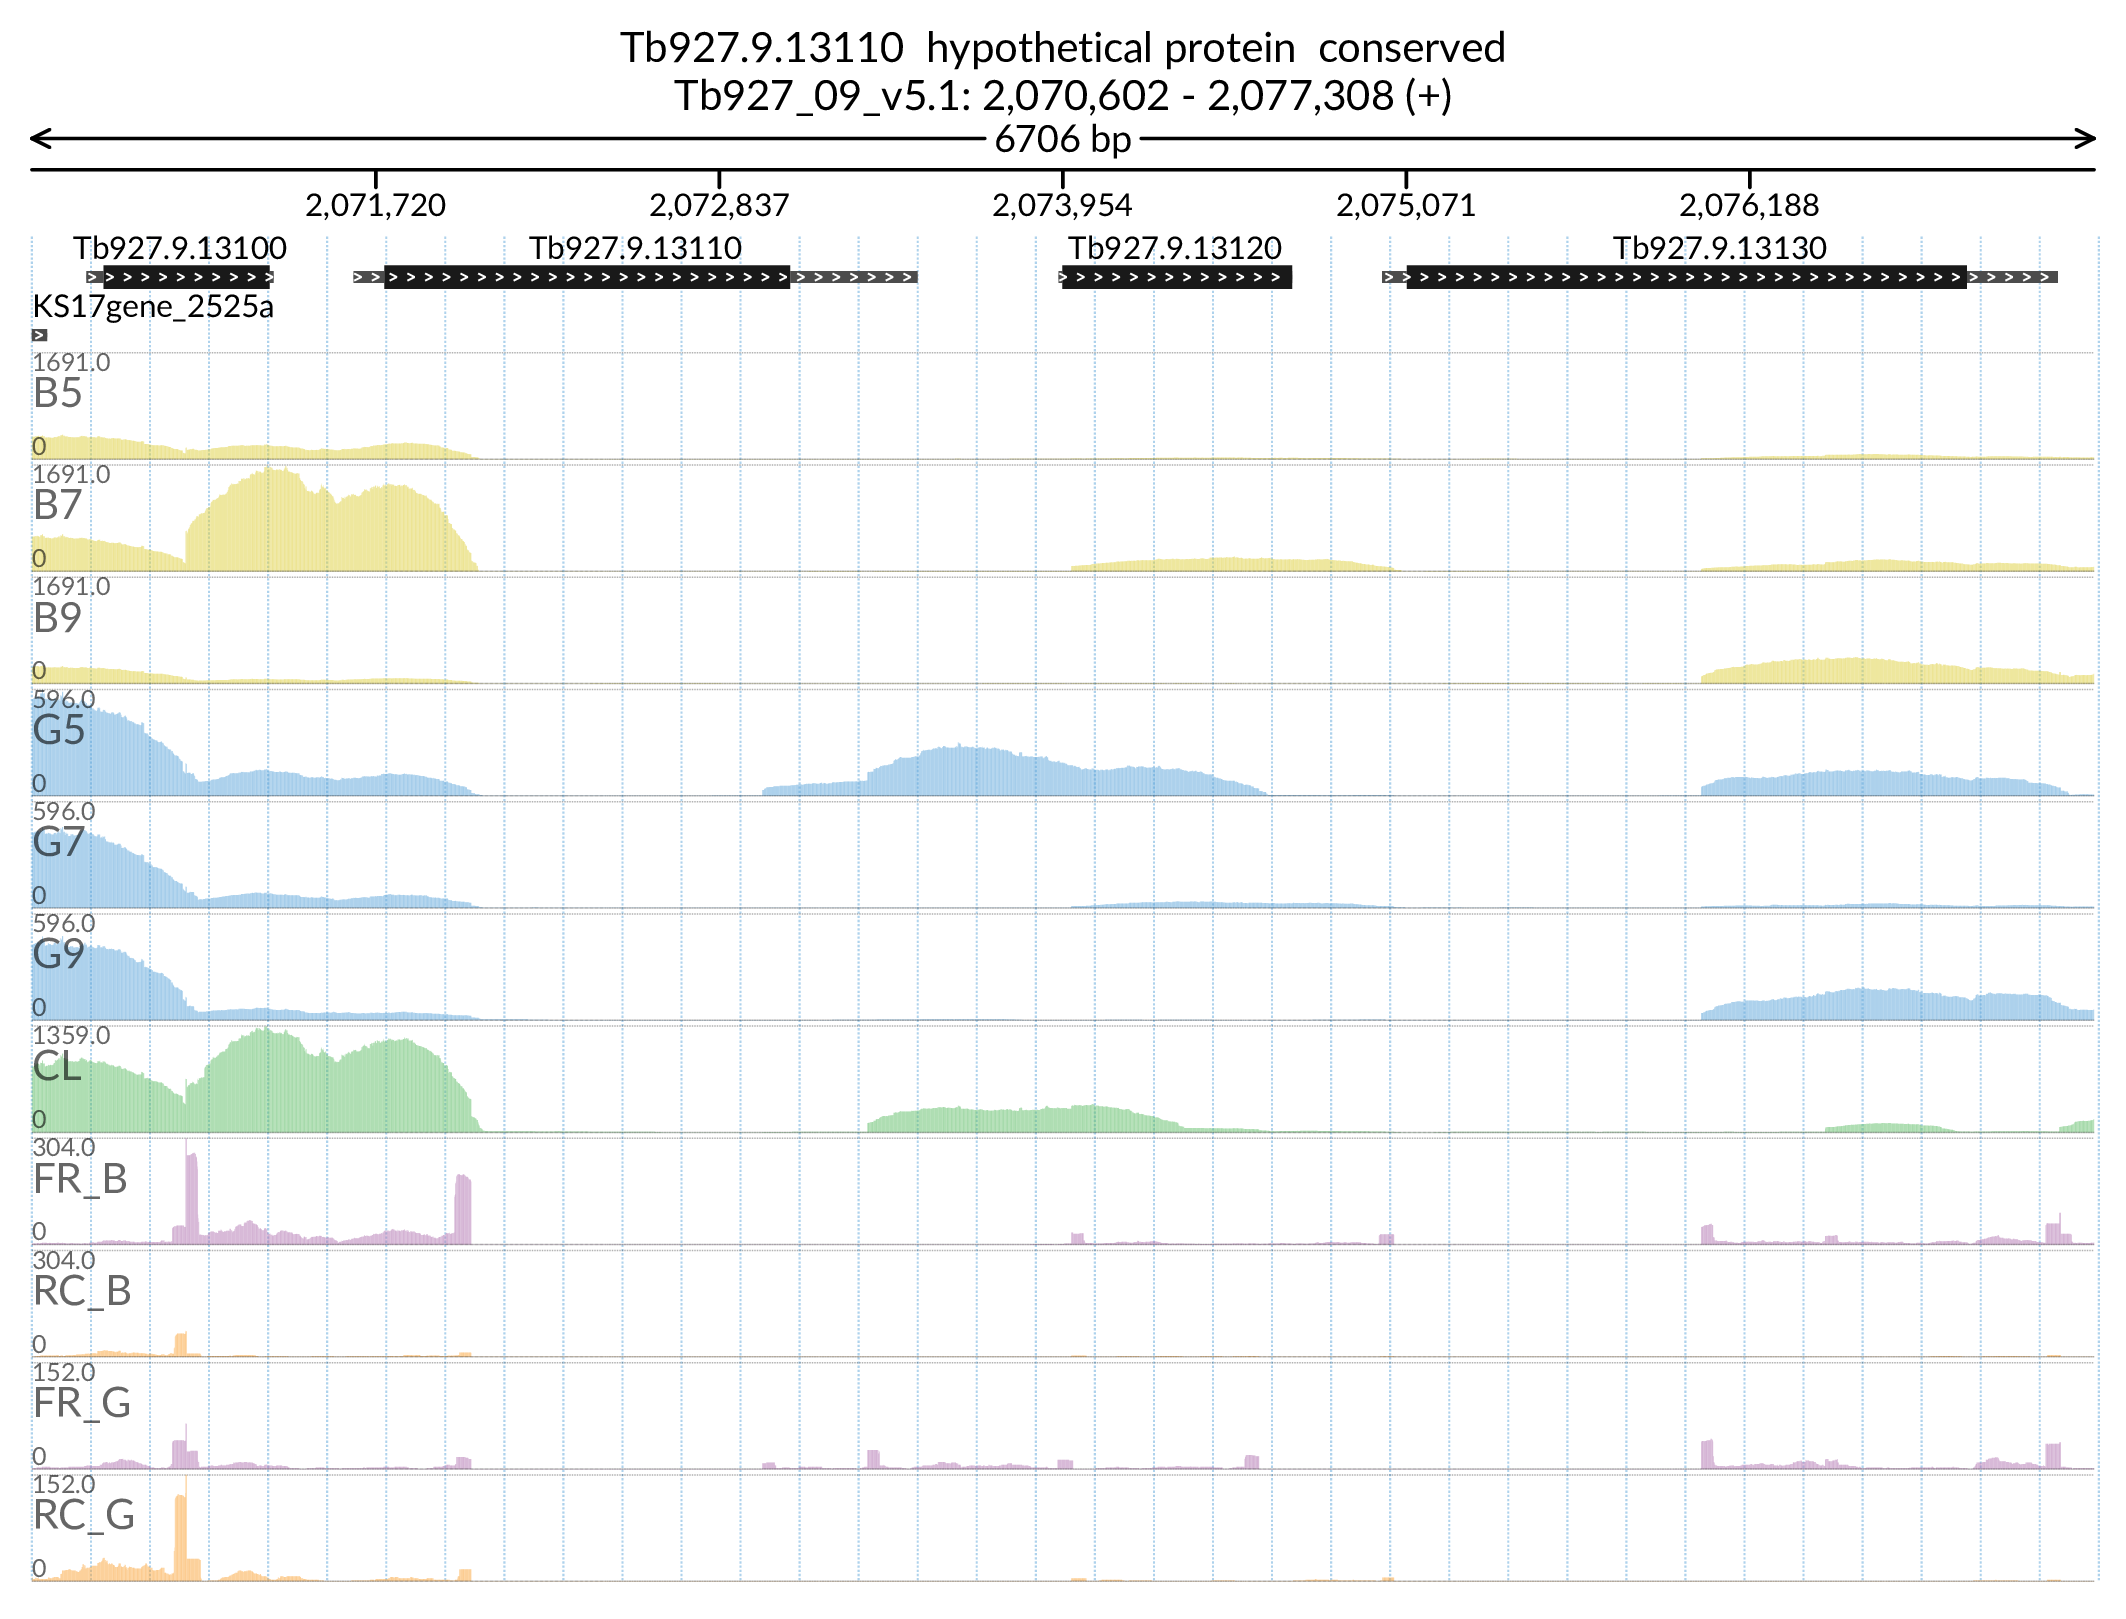 Tb927.9.13110 hypothetical protein conserved
Tb927_09_v5.1: 2,070,602 - 2,077,308 (+)
6706 bp
2,071,720 2,072,837 2,073,954 2,075,071 2,076,188
Tb927.9.13100 Tb927.9.13110 Tb927.9.13120 Tb927.9.13130
KS17gene_2525a
1691.0
B5
0
1691.0
B7
0
1691.0
B9
0
596.0
G5
0
596.0
G7
0
596.0
G9
0
1359.0
CL
0
304.0
FR_B
0
304.0
RC_B
0
152.0
FR_G
0
152.0
RC_G
0